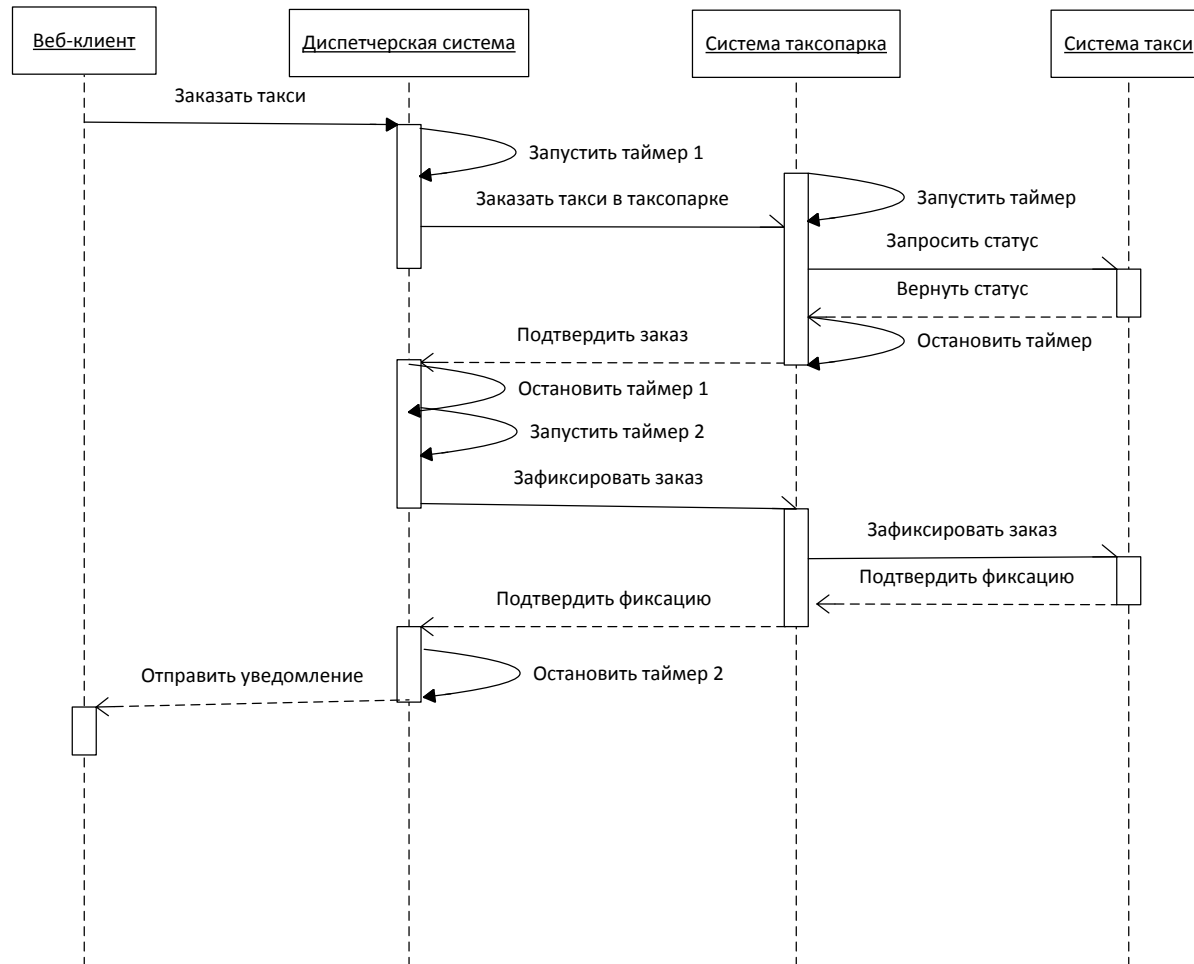 Веб-клиент
Диспетчерская система
Система таксопарка
Система такси
Заказать такси
Запустить таймер 1
Заказать такси в таксопарке
Запустить таймер
Запросить статус
Вернуть статус
Подтвердить заказ
Остановить таймер
Остановить таймер 1
Запустить таймер 2
Зафиксировать заказ
Зафиксировать заказ
Подтвердить фиксацию
Подтвердить фиксацию
Отправить уведомление
Остановить таймер 2